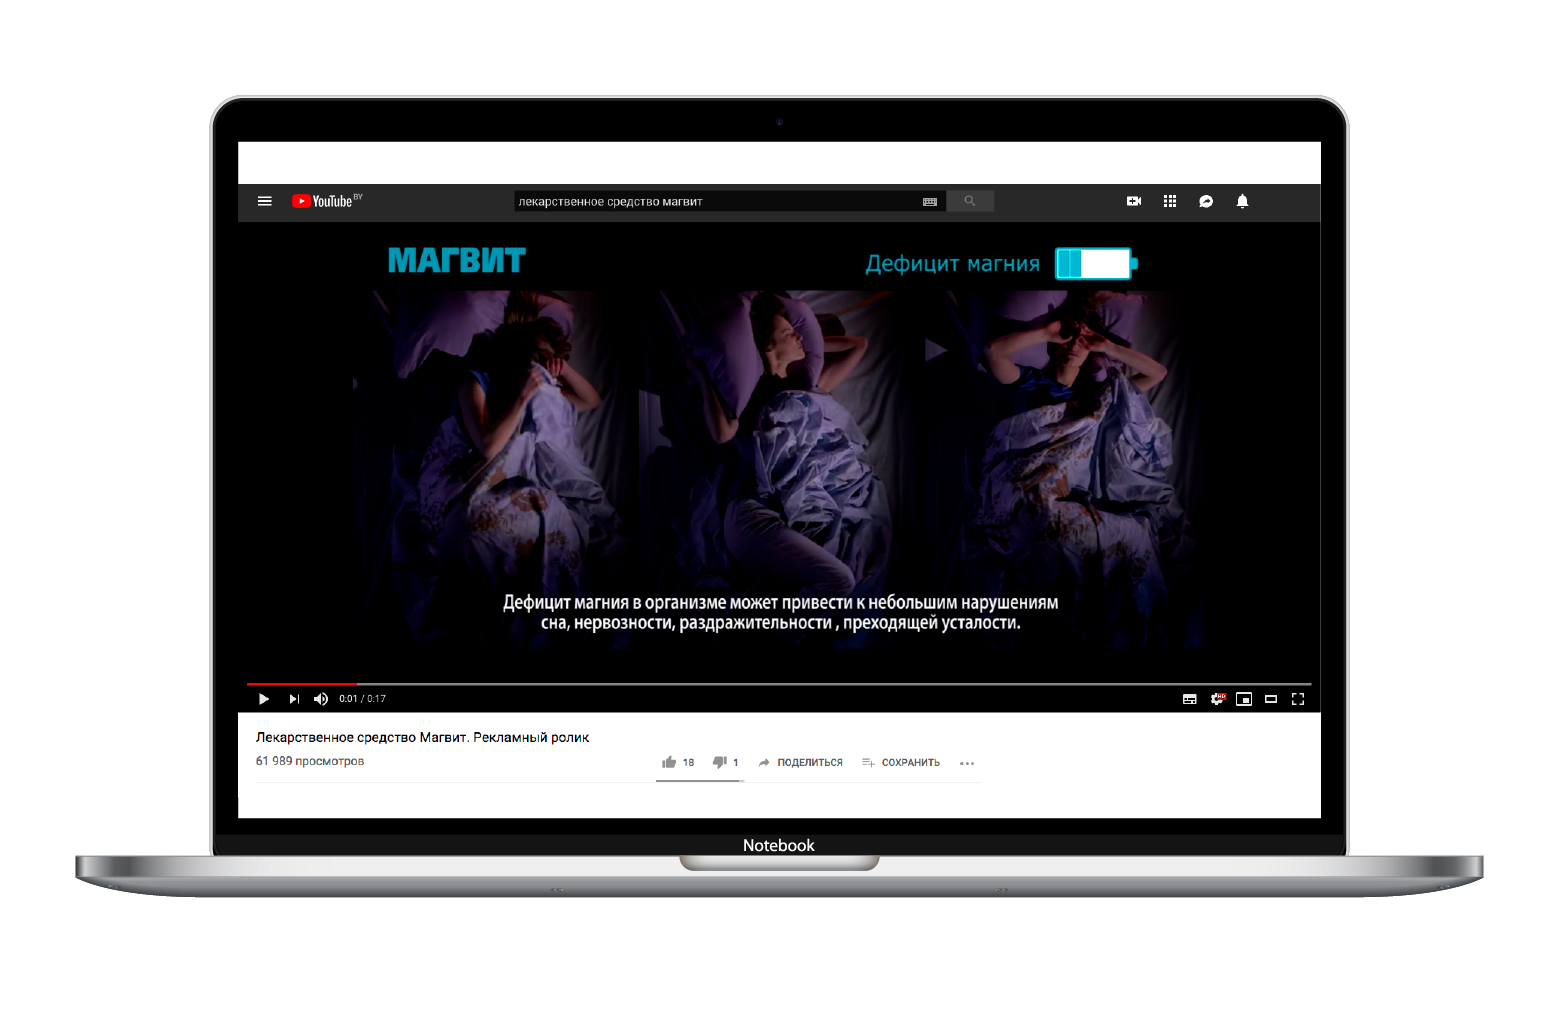 YouTube BY
лекарственное средство магвит
МАГВИТ
Дефицит магния
Дефицит магния в организме может привести к небольшим нарушениям
сна, нервозности, раздражительности , преходящей усталости.
0:01 / 0:17
HD
Лекарственное средство Магвит. Рекламный ролик
61 989 просмотров
18
1
ПОДЕЛИТЬСЯ
СОХРАНИТЬ
Notebook